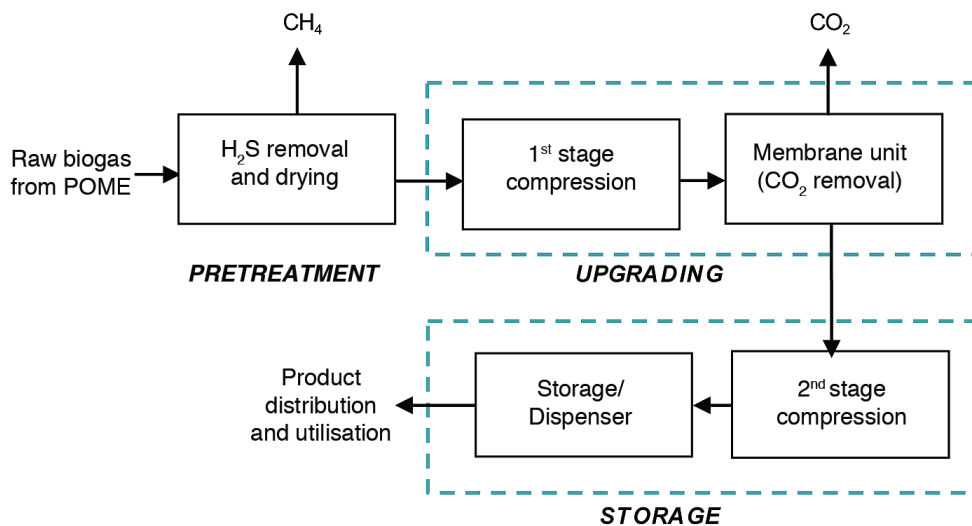 CH₄
CO₂
Raw biogas
from POME
H₂S removal
and drying
1st stage
compression
Membrane unit
(CO₂ removal)
PRETREATMENT
UPGRADING
Product
distribution
and utilisation
Storage/
Dispenser
2nd stage
compression
STORAGE